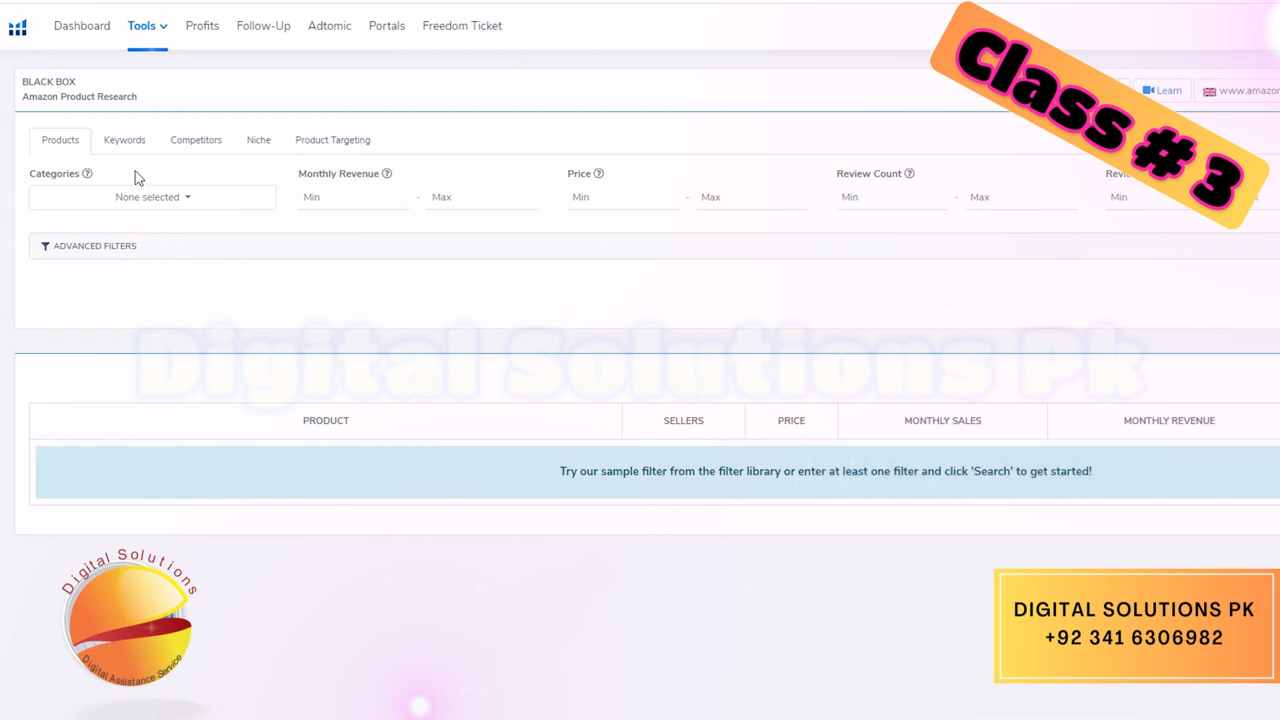 Dashboard Tools Profits Follow-Up Adtomic Portals Freedom Ticket
Class # 3
BLACK BOX
Amazon Product Research
Learn www.amazo
Products Keywords Competitors Niche Product Targeting
Categories Monthly Revenue Price Review Count
None selected Min - Max Min - Max Min - Max Min
ADVANCED FILTERS
Digital Solutions Pk
PRODUCT SELLERS PRICE MONTHLY SALES MONTHLY REVENUE
Try our sample filter from the filter library or enter at least one filter and click 'Search' to get started!
Digital Solutions
Digital Assistance Service
DIGITAL SOLUTIONS PK
+92 341 6306982